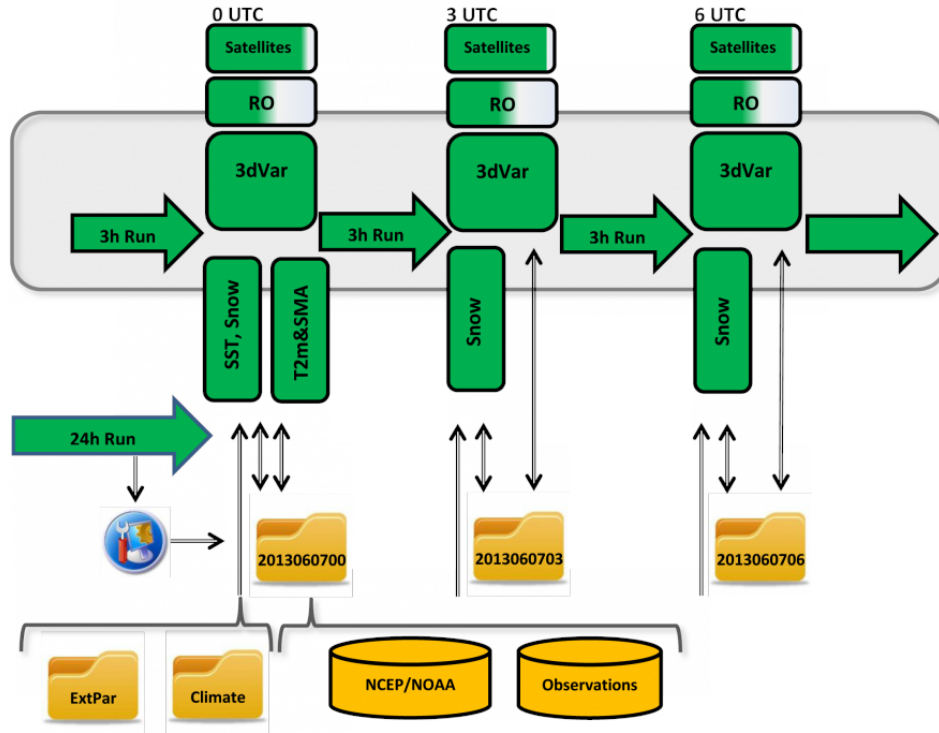 0 UTC
3 UTC
6 UTC
Satellites
Satellites
Satellites
RO
RO
RO
3dVar
3dVar
3dVar
3h Run
3h Run
3h Run
SST, Snow
T2m&SMA
Snow
Snow
24h Run
2013060700
2013060703
2013060706
ExtPar
Climate
NCEP/NOAA
Observations